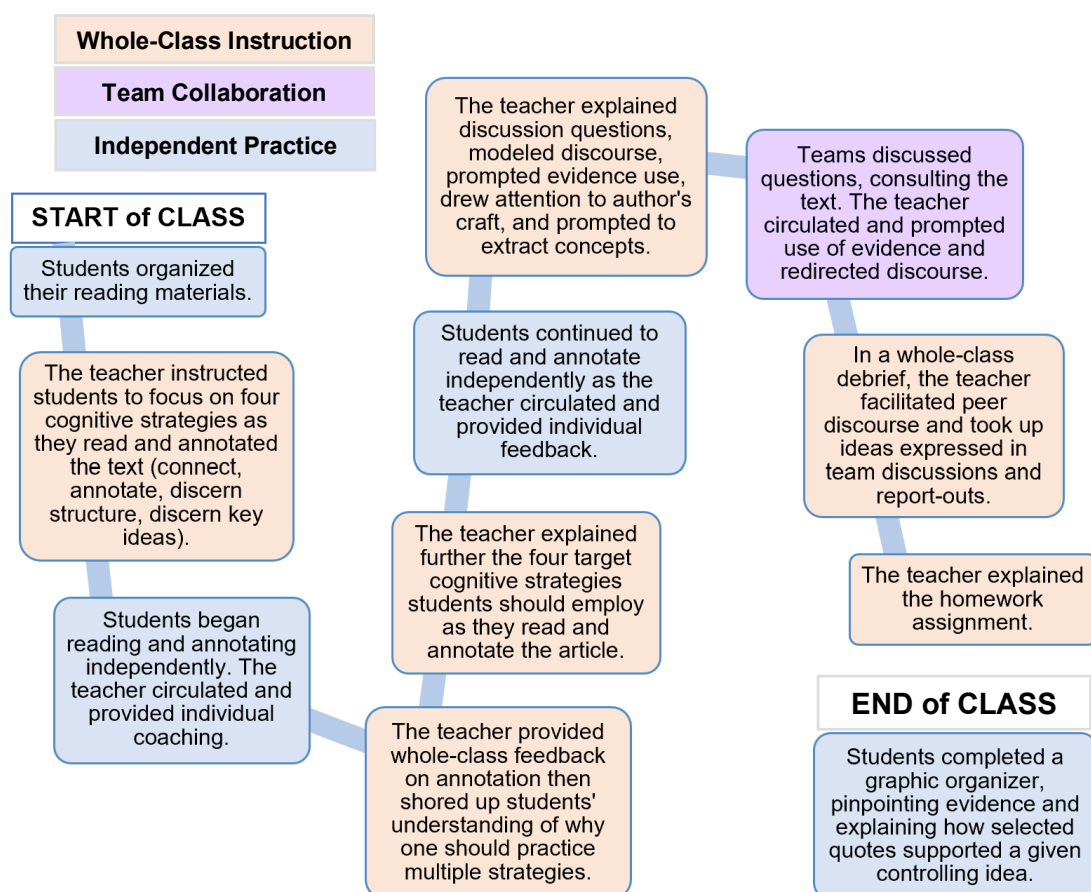 Whole-Class Instruction
Team Collaboration
Independent Practice
START of CLASS
Students organized
their reading materials.
The teacher instructed
students to focus on four
cognitive strategies as
they read and annotated
the text (connect,
annotate, discern
structure, discern key
ideas).
Students began
reading and annotating
independently. The
teacher circulated and
provided individual
coaching.
The teacher provided
whole-class feedback
on annotation then
shored up students'
understanding of why
one should practice
multiple strategies.
The teacher explained
further the four target
cognitive strategies
students should employ
as they read and
annotate the article.
Students continued to
read and annotate
independently as the
teacher circulated and
provided individual
feedback.
The teacher explained
discussion questions,
modeled discourse,
prompted evidence use,
drew attention to author's
craft, and prompted to
extract concepts.
Teams discussed
questions, consulting the
text. The teacher
circulated and prompted
use of evidence and
redirected discourse.
In a whole-class
debrief, the teacher
facilitated peer
discourse and took up
ideas expressed in
team discussions and
report-outs.
The teacher explained
the homework
assignment.
END of CLASS
Students completed a
graphic organizer,
pinpointing evidence and
explaining how selected
quotes supported a given
controlling idea.